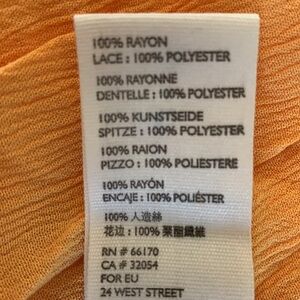 100% RAYON
LACE : 100% POLYESTER
100% RAYONNE
DENTELLE : 100% POLYESTER
100% KUNSTSEIDE
SPITZE : 100% POLYESTER
100% RAION
PIZZO : 100% POLIESTERE
100% RAYÓN
ENCAJE : 100% POLIÉSTER
100% 人造絲
花边 : 100% 聚酯纖維
RN # 66170
CA # 32054
FOR EU
24 WEST STREET